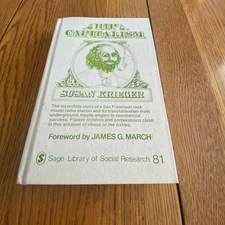 HIP
CAPITALISM
SUSAN KRIEGER
The incredible story of a San Francisco rock
music radio station and its transformation from
underground, hippie origins to commercial
success. Flower children and corporations clash
in this account of chaos in the sixties.
Foreword by JAMES G. MARCH
Sage Library of Social Research 81